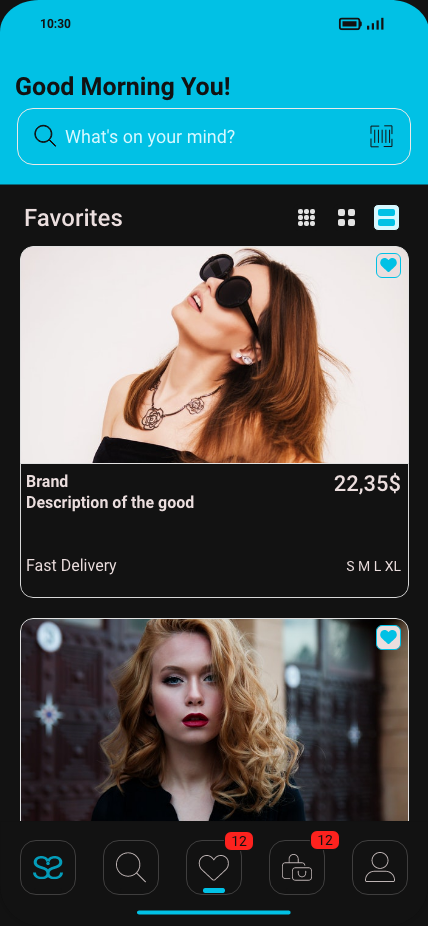 10:30
Good Morning You!
What's on your mind?
Favorites
Brand
22,35$
Description of the good
Fast Delivery
S M L XL
12
12